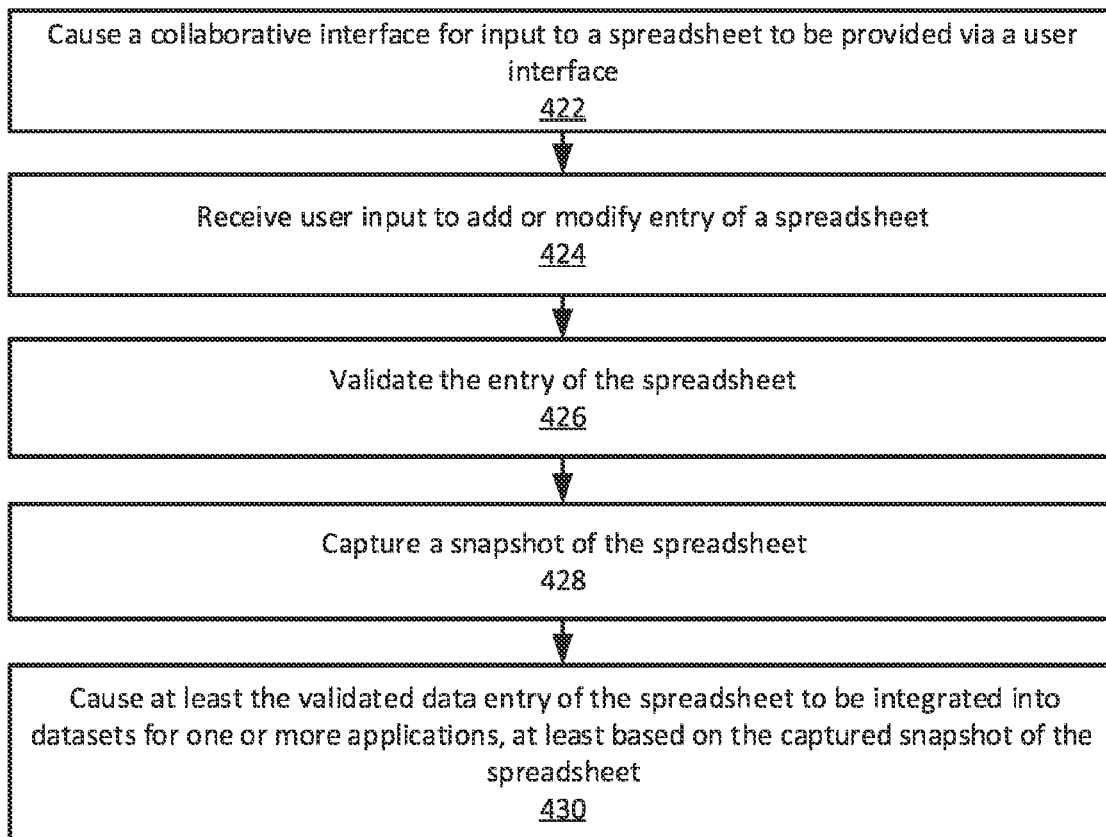 Cause a collaborative interface for input to a spreadsheet to be provided via a user
interface
422
Receive user input to add or modify entry of a spreadsheet
424
Validate the entry of the spreadsheet
426
Capture a snapshot of the spreadsheet
428
Cause at least the validated data entry of the spreadsheet to be integrated into
datasets for one or more applications, at least based on the captured snapshot of the
spreadsheet
430